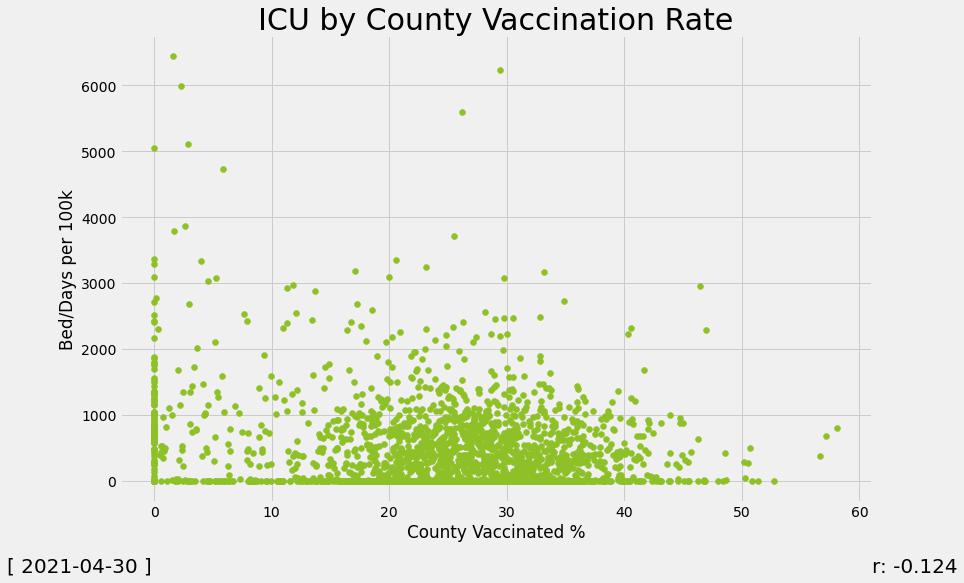 ICU by County Vaccination Rate
Bed/Days per 100k
6000
5000
4000
3000
2000
1000
0
0 10 20 30 40 50 60
County Vaccinated %
[ 2021-04-30 ] r: -0.124